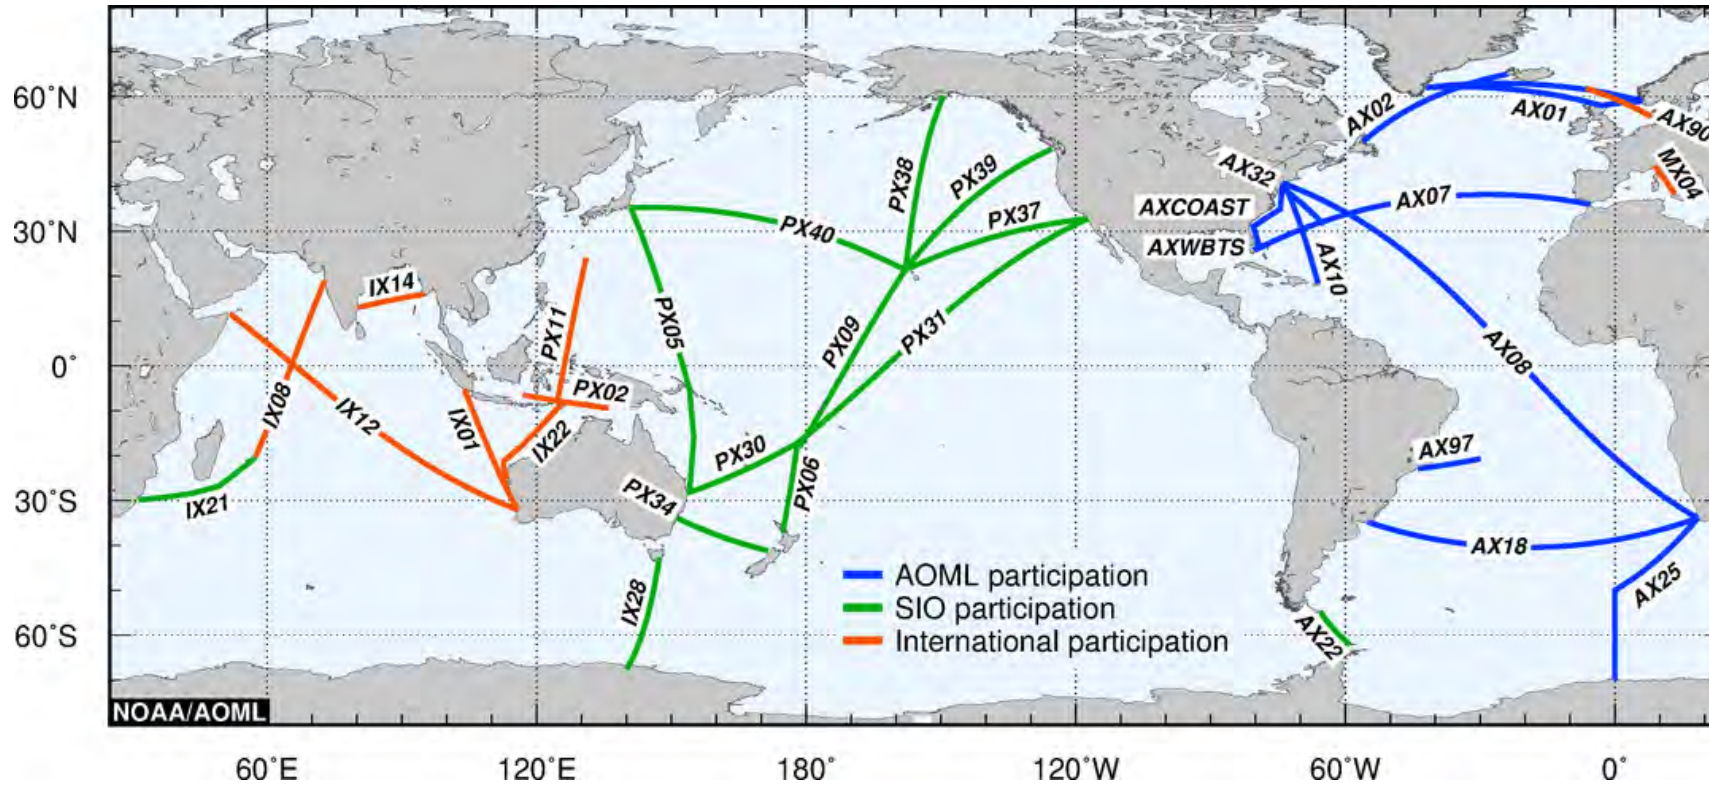 60°N
30°N
0°
30°S
60°S
60°E
120°E
180°
120°W
60°W
0°
AX02
AX01
AX90
MX04
AX32
AXCOAST
AXWBTS
AX07
AX10
AX08
AX97
AX18
AX25
AX22
PX38
PX39
PX37
PX40
PX09
PX31
PX05
PX11
PX02
PX30
PX06
PX34
IX14
IX08
IX12
IX01
IX22
IX21
IX28
AOML participation
SIO participation
International participation
NOAA/AOML